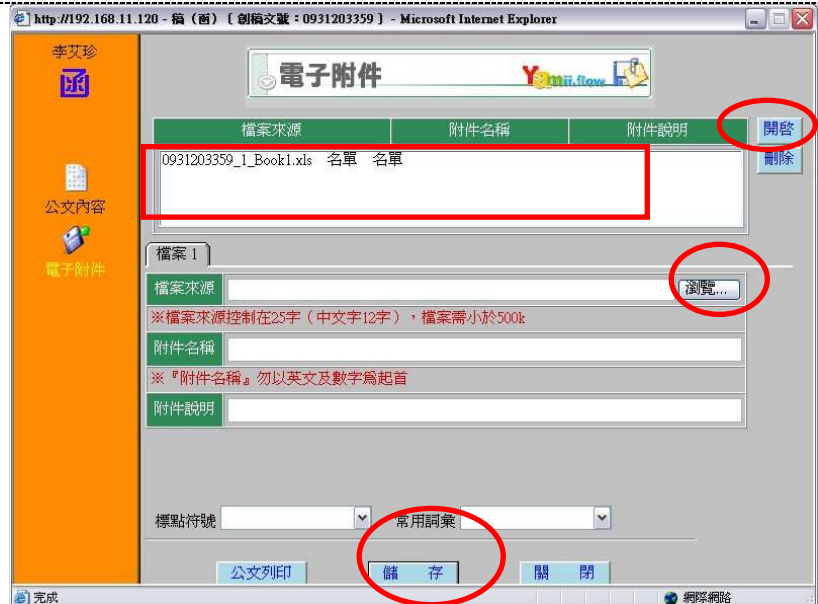 http://192.168.11.120 - 稿（函）〔 創稿文號：0931203359 〕 - Microsoft Internet Explorer
李艾珍
函
公文內容
電子附件
電子附件
Yamii.flow
檔案來源 附件名稱 附件說明
開啟
刪除
0931203359_1_Book1.xls 名單 名單
檔案 1
檔案來源
瀏覽...
※檔案來源控制在25字（中文字12字），檔案需小於500k
附件名稱
※『附件名稱』勿以英文及數字為起首
附件說明
標點符號
常用詞彙
公文列印
儲 存
關 閉
完成
網際網路